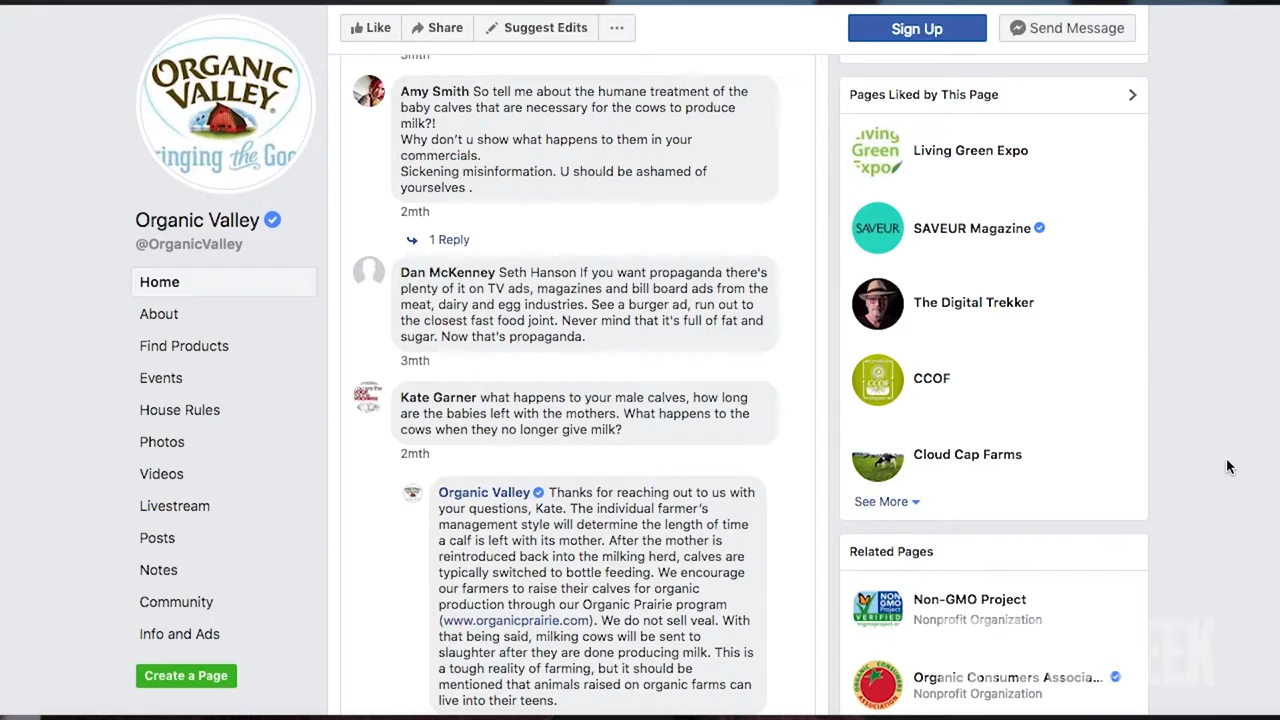 Like
Share
Suggest Edits
Sign Up
Send Message
ORGANIC
VALLEY
Organic Valley
@OrganicValley
Home
About
Find Products
Events
House Rules
Photos
Videos
Livestream
Posts
Notes
Community
Info and Ads
Create a Page
3mth
Amy Smith So tell me about the humane treatment of the
baby calves that are necessary for the cows to produce
milk?!
Why don't u show what happens to them in your
commercials.
Sickening misinformation. U should be ashamed of
yourselves .
2mth
1 Reply
Dan McKenney Seth Hanson If you want propaganda there's
plenty of it on TV ads, magazines and bill board ads from the
meat, dairy and egg industries. See a burger ad, run out to
the closest fast food joint. Never mind that it's full of fat and
sugar. Now that's propaganda.
3mth
Kate Garner what happens to your male calves, how long
are the babies left with the mothers. What happens to the
cows when they no longer give milk?
2mth
Organic Valley Thanks for reaching out to us with
your questions, Kate. The individual farmer's
management style will determine the length of time
a calf is left with its mother. After the mother is
reintroduced back into the milking herd, calves are
typically switched to bottle feeding. We encourage
our farmers to raise their calves for organic
production through our Organic Prairie program
(www.organicprairie.com). We do not sell veal. With
that being said, milking cows will be sent to
slaughter after they are done producing milk. This is
a tough reality of farming, but it should be
mentioned that animals raised on organic farms can
live into their teens.
Pages Liked by This Page
Living
Green
Expo
Living Green Expo
SAVEUR
SAVEUR Magazine
The Digital Trekker
CCOF
CCOF
Cloud Cap Farms
See More
Related Pages
NON
GMO
VERIFIED
Non-GMO Project
Nonprofit Organization
Organic Consumers Associa...
Nonprofit Organization